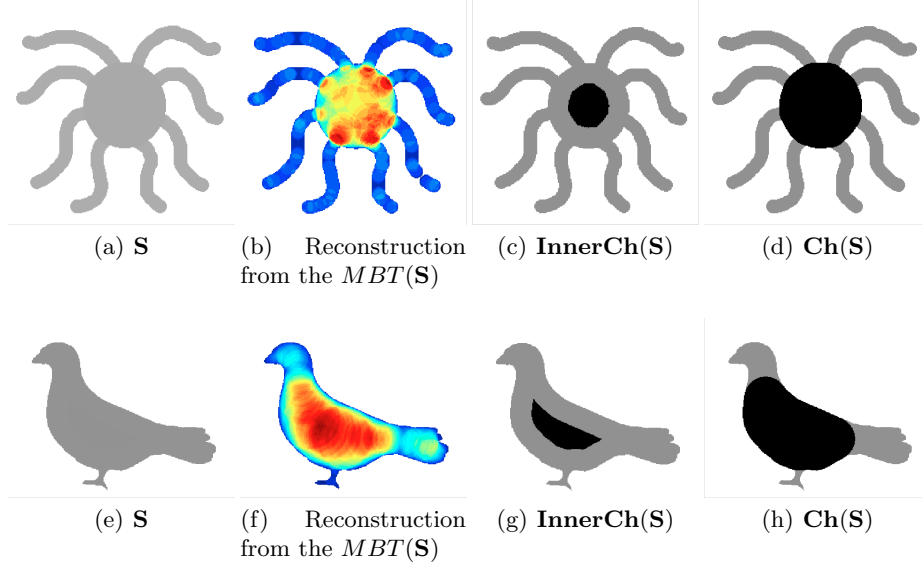 (a) S
(b) Reconstruction
from the MBT(S)
(c) InnerCh(S)
(d) Ch(S)
(e) S
(f) Reconstruction
from the MBT(S)
(g) InnerCh(S)
(h) Ch(S)